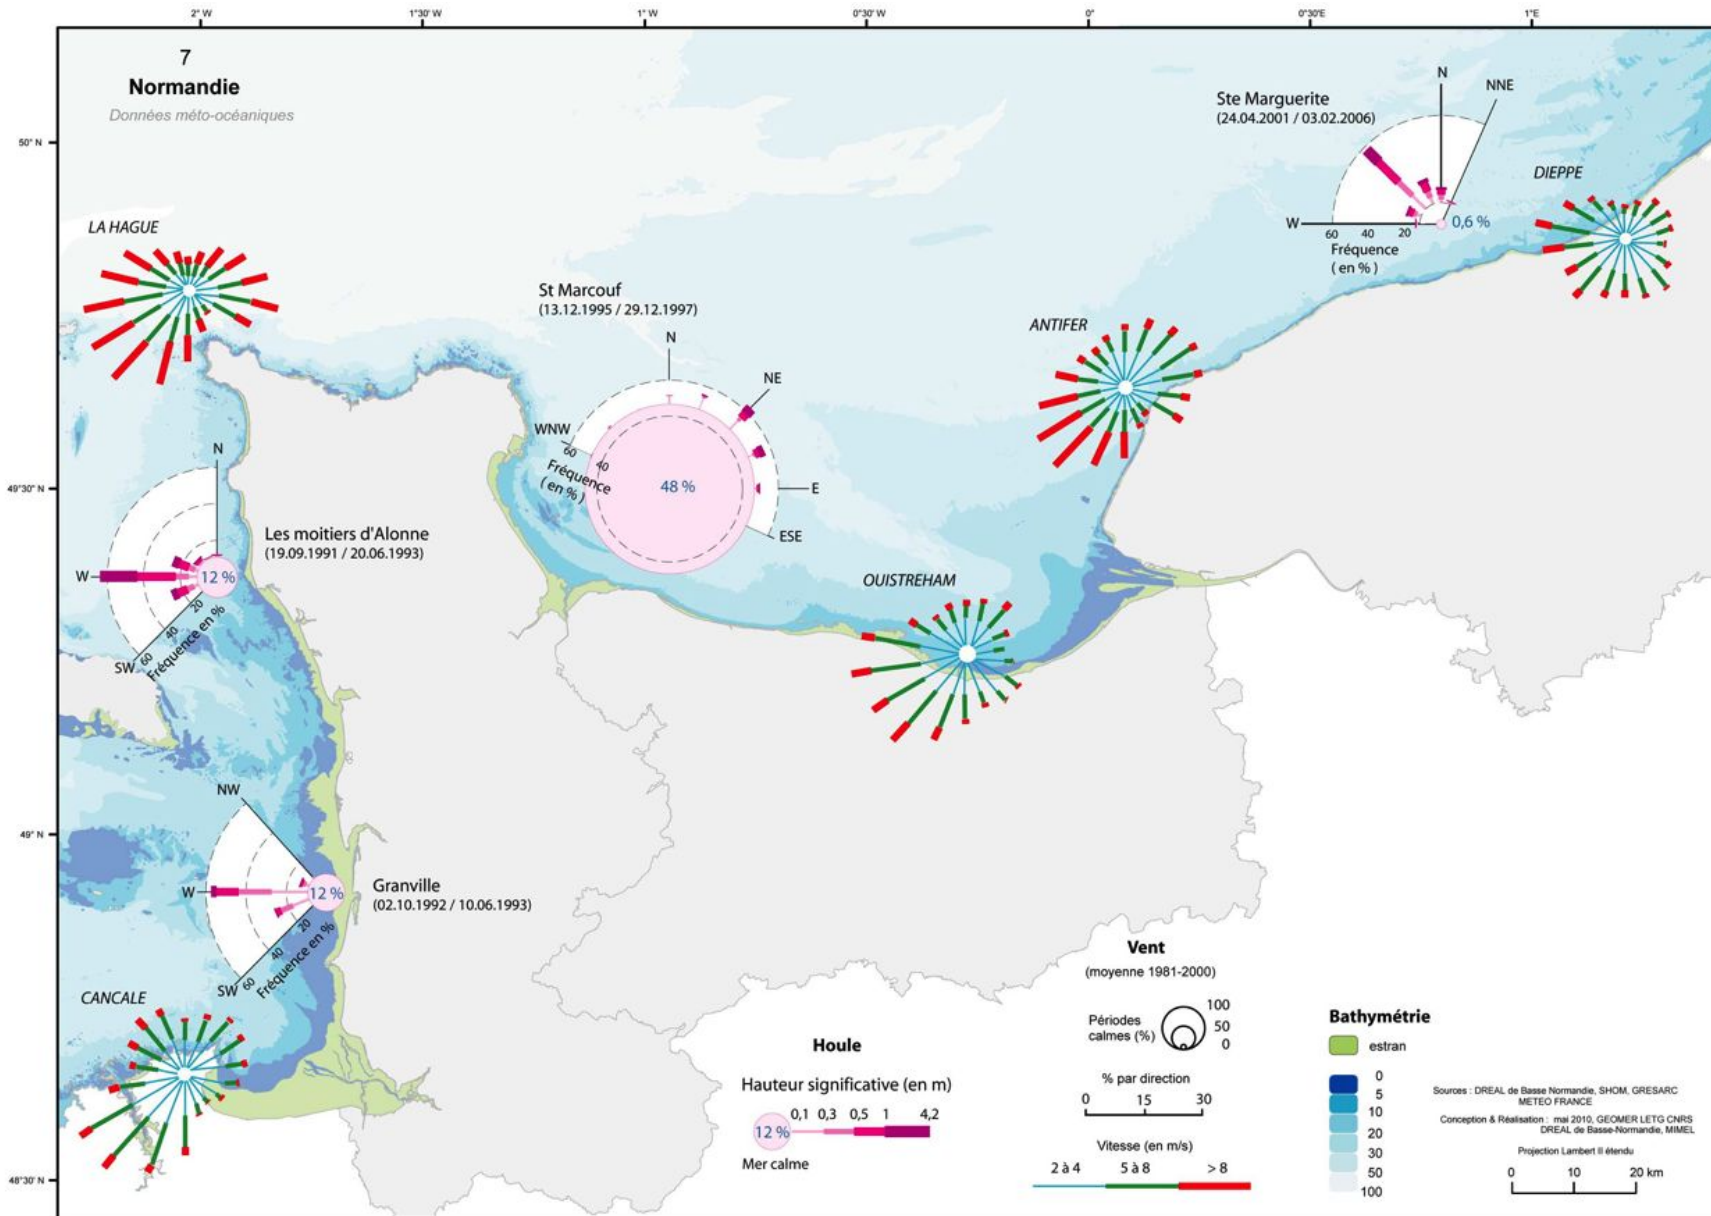 2° W
1°30' W
1° W
0°30' W
0°
0°30'E
1°E
7
Normandie
Données méto-océaniques
50° N
49°30' N
49° N
48°30' N
Ste Marguerite
(24.04.2001 / 03.02.2006)
N
NNE
W
60
40
20
0,6 %
Fréquence
( en % )
DIEPPE
LA HAGUE
St Marcouf
(13.12.1995 / 29.12.1997)
N
NE
WNW
60
40
Fréquence
( en % )
48 %
E
ESE
ANTIFER
N
Les moitiers d'Alonne
(19.09.1991 / 20.06.1993)
W
12 %
20
40
60
SW
Fréquence en %
OUISTREHAM
NW
W
12 %
Granville
(02.10.1992 / 10.06.1993)
20
40
60
SW
Fréquence en %
CANCALE
Houle
Hauteur significative (en m)
0,1
0,3
0,5
1
4,2
12 %
Mer calme
Vent
(moyenne 1981-2000)
Périodes
calmes (%)
100
50
0
% par direction
0
15
30
Vitesse (en m/s)
2 à 4
5 à 8
> 8
Bathymétrie
estran
0
5
10
20
30
50
100
Sources : DREAL de Basse Normandie, SHOM, GRESARC
METEO FRANCE
Conception & Réalisation : mai 2010, GEOMER LETG CNRS
DREAL de Basse-Normandie, MIMEL
Projection Lambert II étendu
0
10
20 km